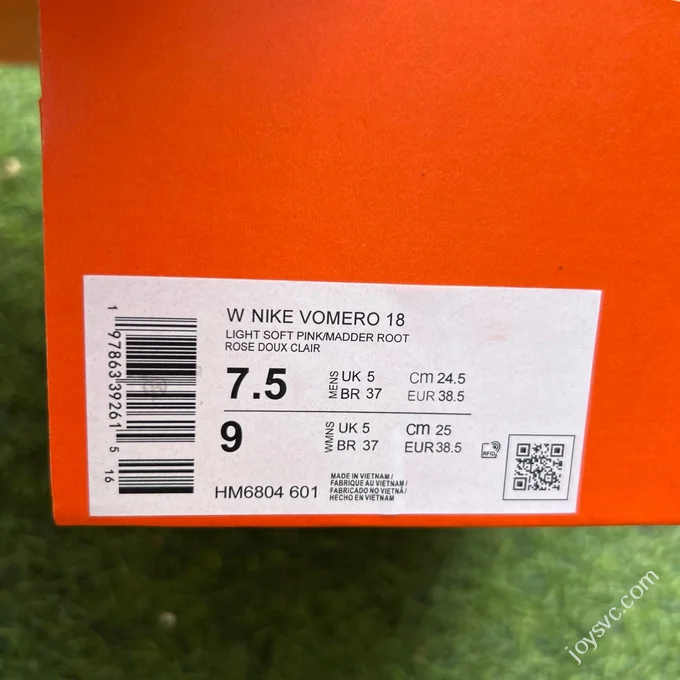 W NIKE VOMERO 18
LIGHT SOFT PINK/MADDER ROOT
ROSE DOUX CLAIR
7.5 MENS UK 5 CM 24.5
BR 37 EUR 38.5
9 WMNS UK 5 CM 25
BR 37 EUR 38.5
RFID
HM6804 601
MADE IN VIETNAM /
FABRIQUE AU VIETNAM /
FABRICADO NO VIETNÃ /
HECHO EN VIETNAM
1 97863 39261 5 16
joysvc.com